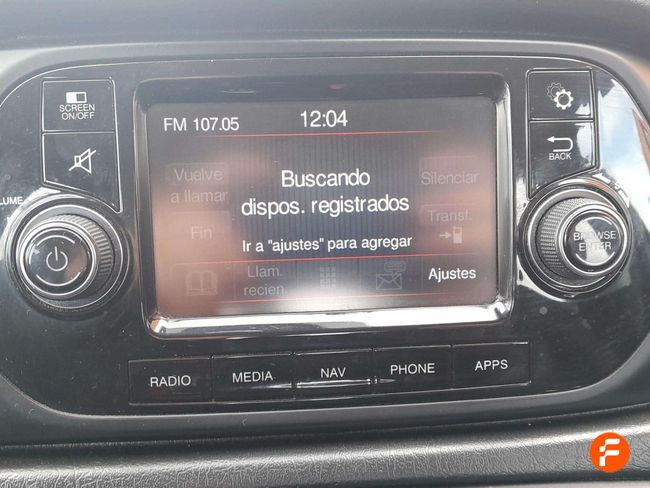 SCREEN
ON/OFF
FM 107.05
12:04
BACK
Vuelve
a llamar
Silenciar
Buscando
dispos. registrados
Fin
Transf.
Ir a "ajustes" para agregar
Llam.
recien.
Ajustes
BROWSE
ENTER
RADIO
MEDIA
NAV
PHONE
APPS